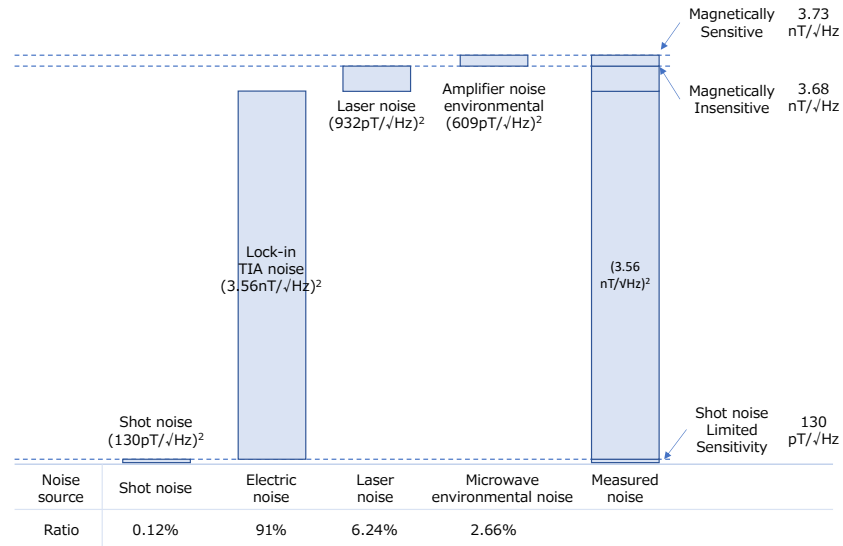 Magnetically
Sensitive
3.73
nT/√Hz
Magnetically
Insensitive
3.68
nT/√Hz
Laser noise
(932pT/√Hz)²
Amplifier noise
environmental
(609pT/√Hz)²
Lock-in
TIA noise
(3.56nT/√Hz)²
(3.56
nT/√Hz)²
Shot noise
(130pT/√Hz)²
Shot noise
Limited
Sensitivity
130
pT/√Hz
Noise
source
Shot noise
Electric
noise
Laser
noise
Microwave
environmental noise
Measured
noise
Ratio
0.12%
91%
6.24%
2.66%